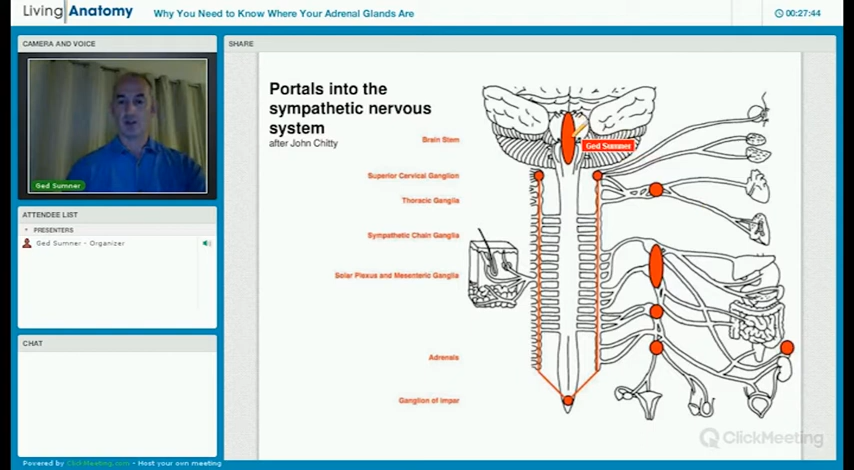 Living Anatomy
Why You Need to Know Where Your Adrenal Glands Are
00:27:44
CAMERA AND VOICE
Ged Sumner
ATTENDEE LIST
PRESENTERS
Ged Sumner - Organizer
CHAT
Powered by ClickMeeting.com - Host your own meeting
SHARE
Portals into the
sympathetic nervous
system
after John Chitty
Brain Stem
Ged Sumner
Superior Cervical Ganglion
Thoracic Ganglia
Sympathetic Chain Ganglia
Solar Plexus and Mesenteric Ganglia
Adrenals
Ganglion of Impar
ClickMeeting